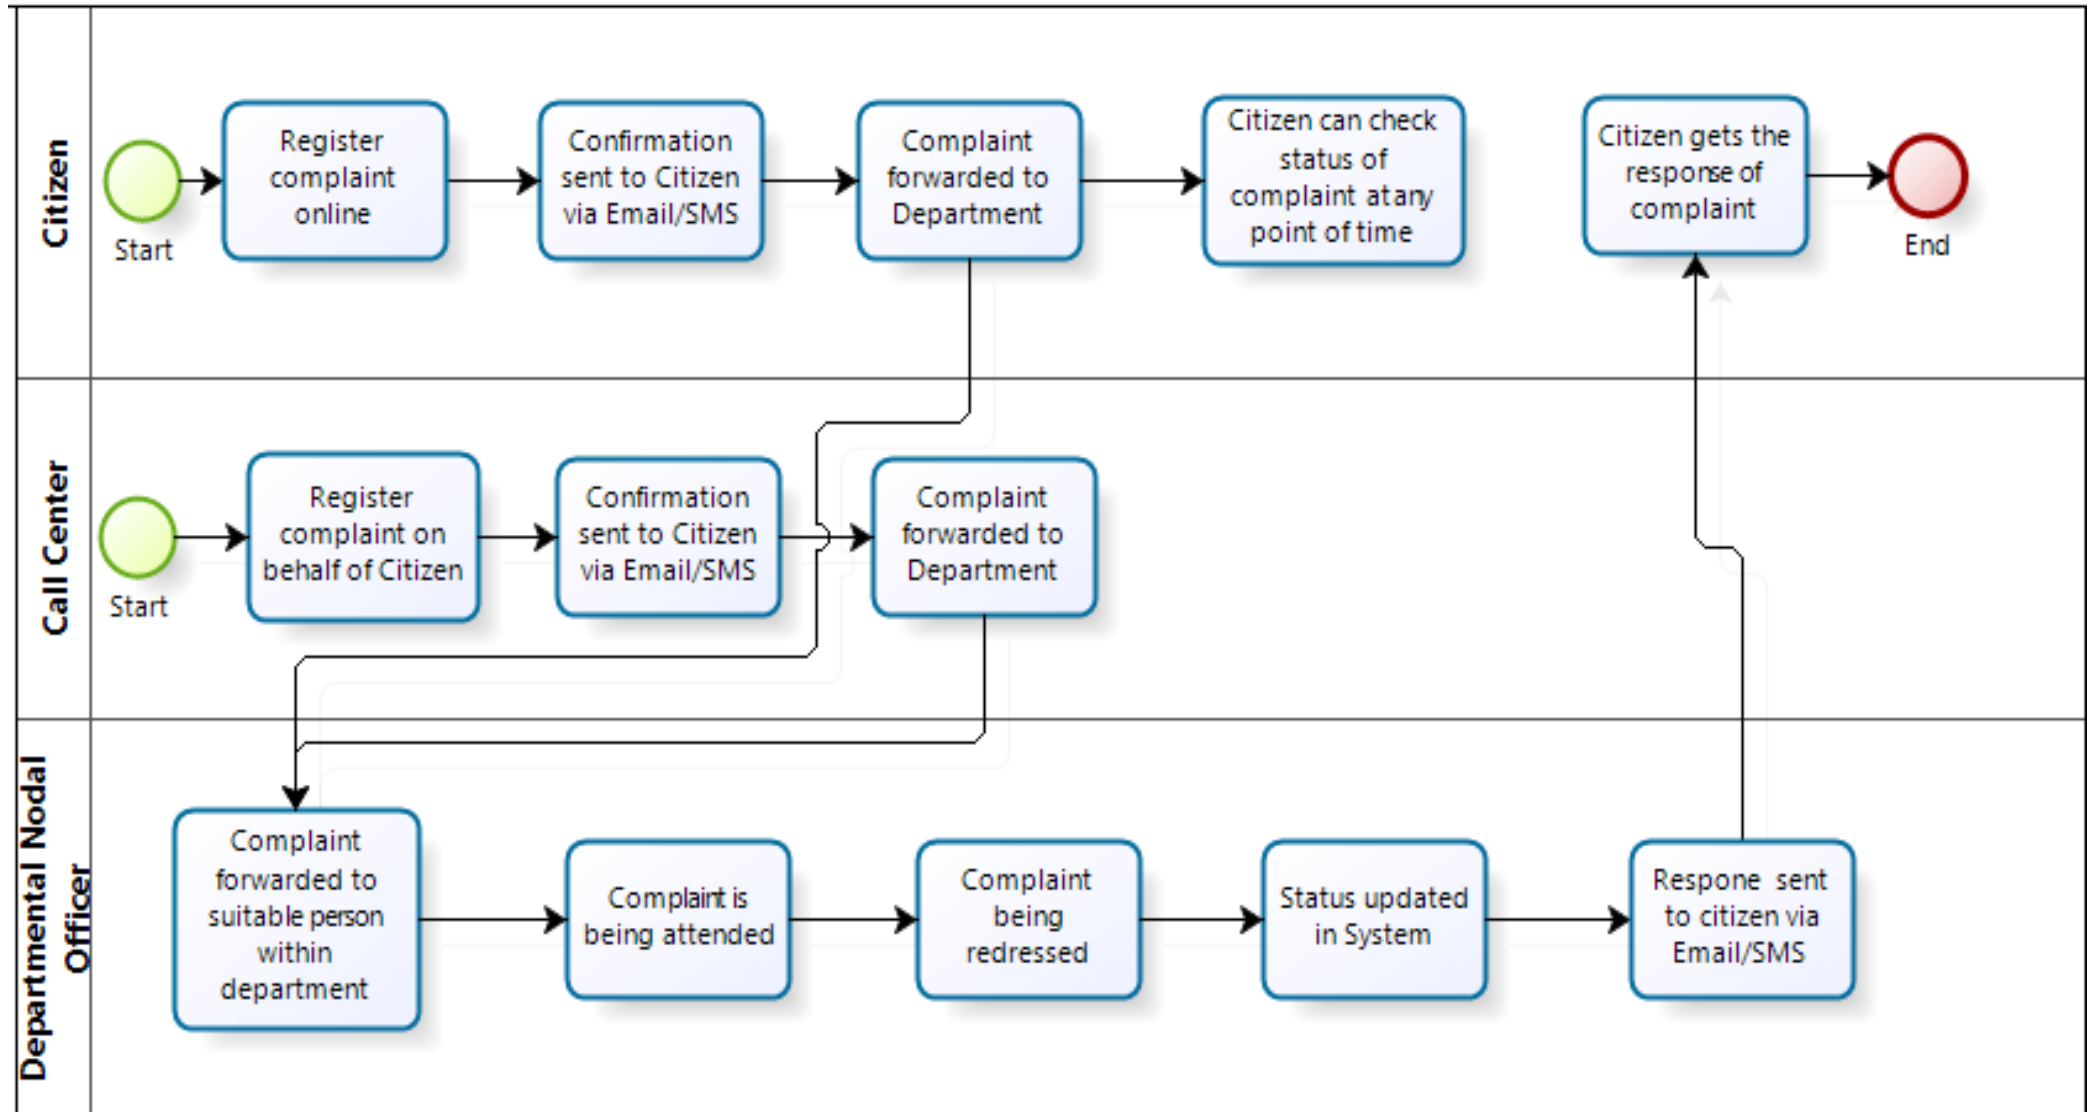 Citizen
Start
Register
complaint
online
Confirmation
sent to Citizen
via Email/SMS
Complaint
forwarded to
Department
Citizen can check
status of
complaint at any
point of time
Citizen gets the
response of
complaint
End
Call Center
Start
Register
complaint on
behalf of Citizen
Confirmation
sent to Citizen
via Email/SMS
Complaint
forwarded to
Department
Departmental Nodal
Officer
Complaint
forwarded to
suitable person
within
department
Complaint is
being attended
Complaint
being
redressed
Status updated
in System
Respone sent
to citizen via
Email/SMS